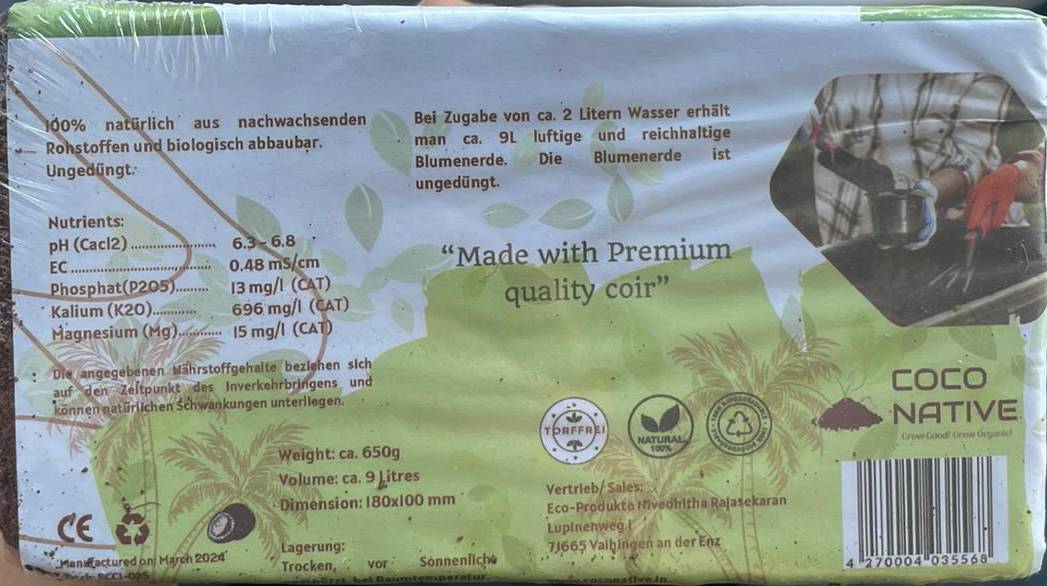 100% natürlich aus nachwachsenden
Rohstoffen und biologisch abbaubar.
Ungedüngt.
Bei Zugabe von ca. 2 Litern Wasser erhält
man ca. 9L luftige und reichhaltige
Blumenerde. Die Blumenerde ist
ungedüngt.
Nutrients:
pH (Cacl2) .................... 6.3 - 6.8
EC .................................. 0.48 mS/cm
Phosphat(P2O5)......... 13 mg/l (CAT)
Kalium (K2O)............ 696 mg/l (CAT)
Magnesium (Mg)............ 15 mg/l (CAT)
Die angegebenen Nährstoffgehalte beziehen sich
auf den Zeitpunkt des Inverkehrbringens und
können natürlichen Schwankungen unterliegen.
“Made with Premium
quality coir”
Weight: ca. 650g
Volume: ca. 9 Litres
Dimension: 180x100 mm
Lagerung:
Trocken, vor Sonnenlicht
bei Raumtemperatur.
CE
Manufactured on: March 2024
TORFFREI
NATURAL
100%
Vertrieb/ Sales:
Eco-Produkte Nivedhitha Rajasekaran
Lupinenweg 1
71665 Vaihingen an der Enz
www.coconative.in
COCO
NATIVE
Grow Good! Grow Organic!
4 270004 035568